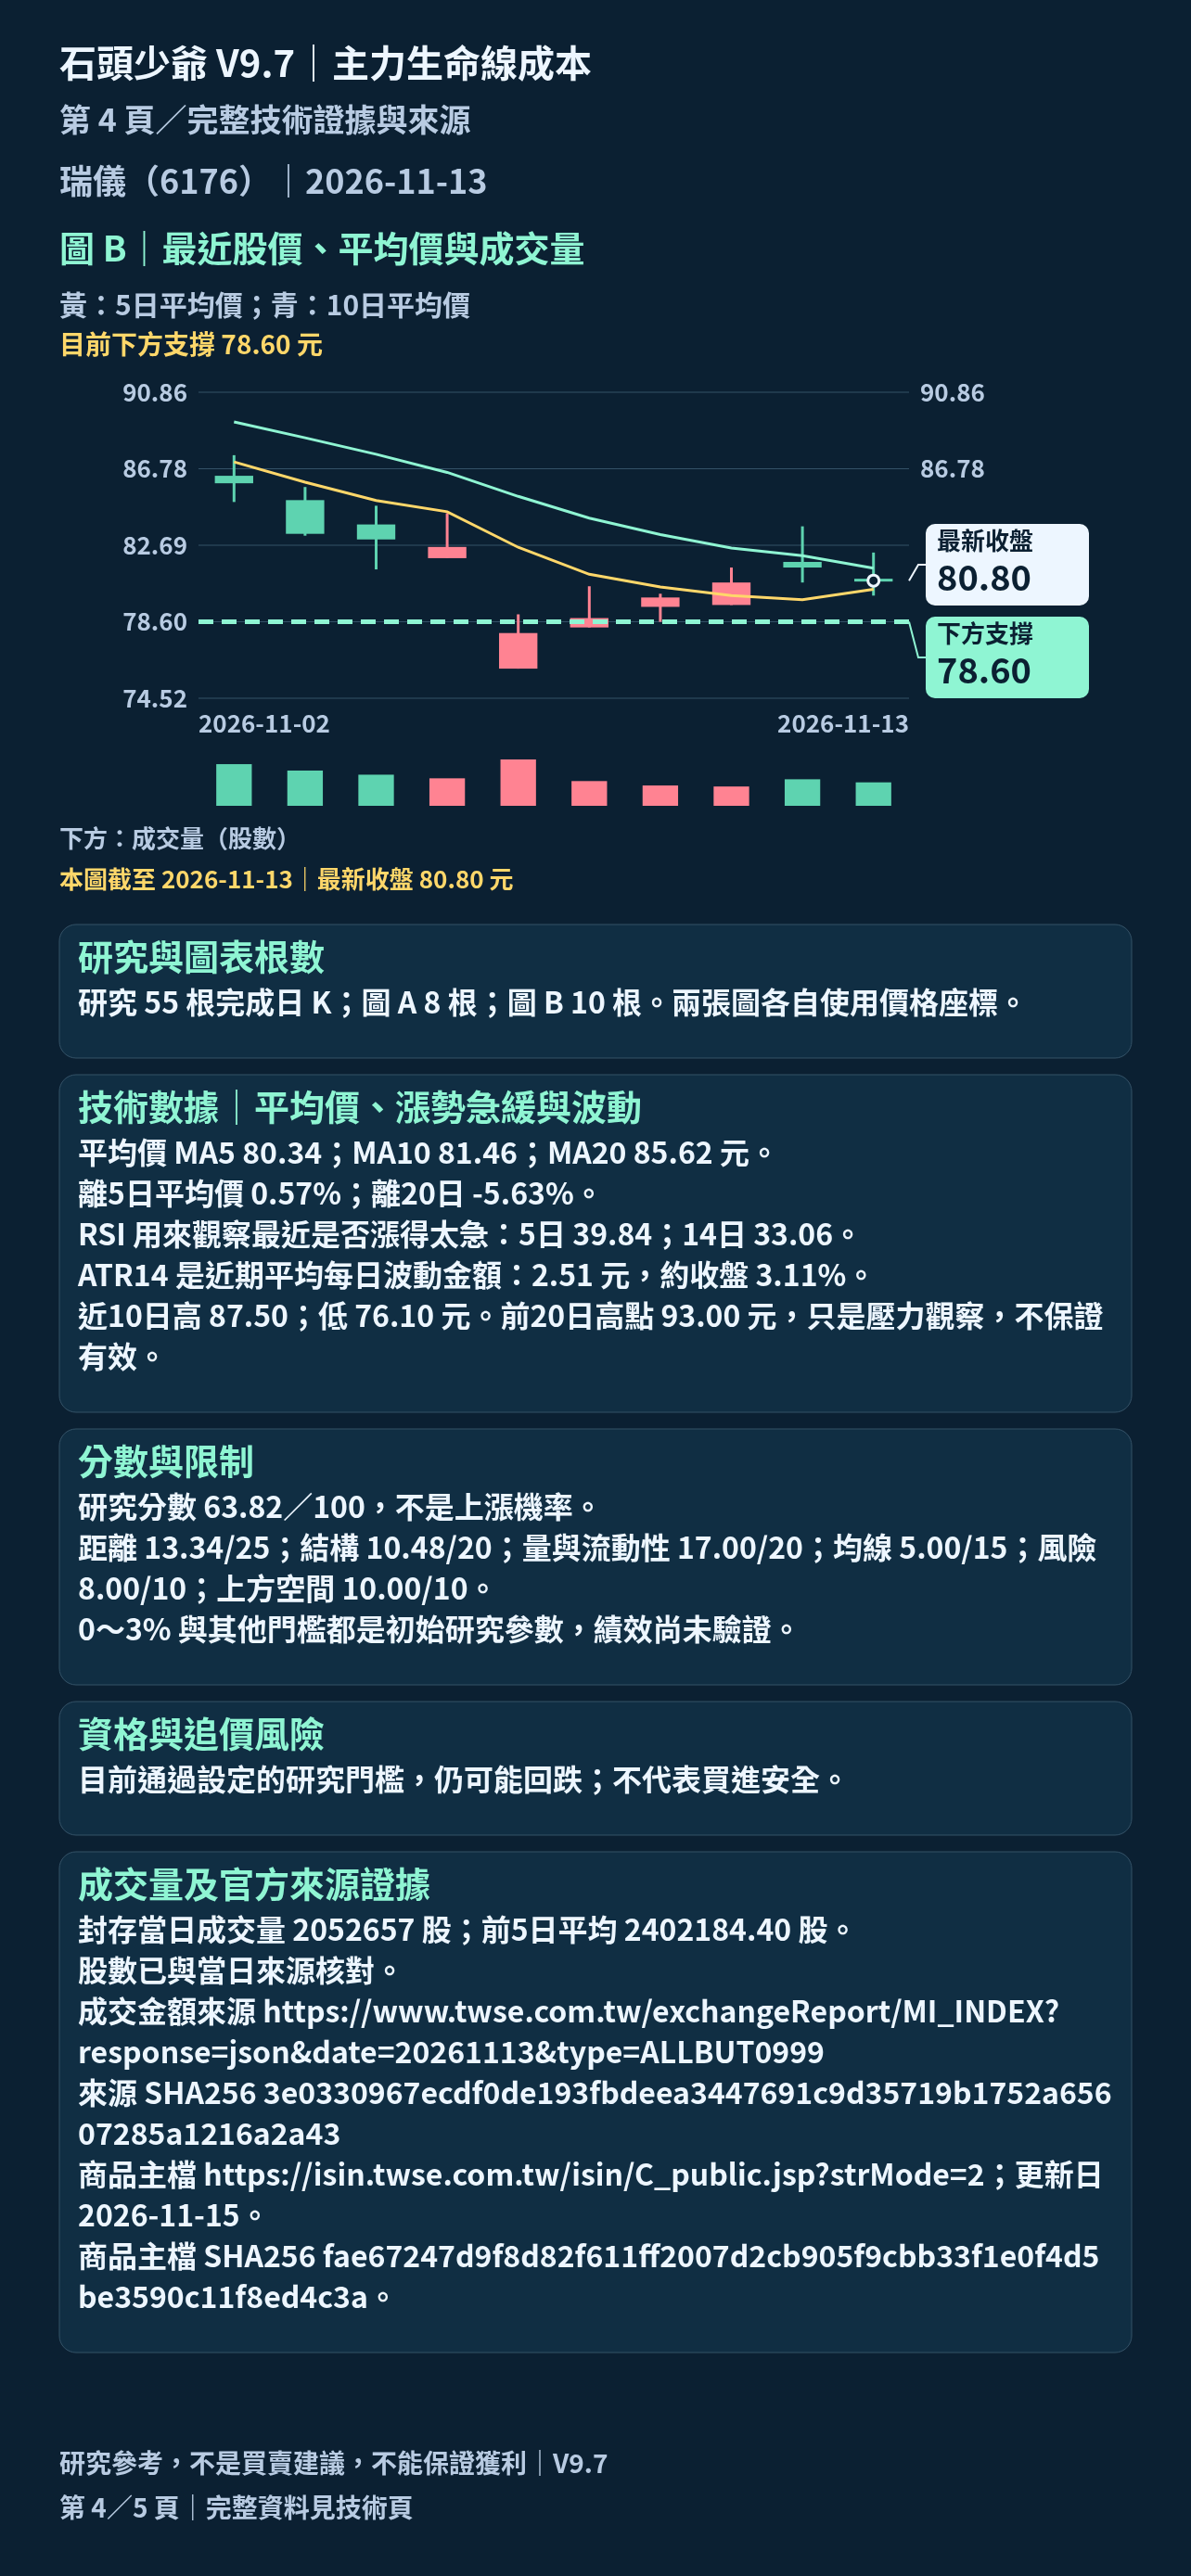 石頭少爺 V9.7｜主力生命線成本
第 4 頁／完整技術證據與來源
瑞儀（6176）｜2026-11-13
圖 B｜最近股價、平均價與成交量
黃：5日平均價；青：10日平均價
目前下方支撐 78.60 元
90.86
90.86
86.78
86.78
82.69
最新收盤
80.80
78.60
下方支撐
78.60
74.52
2026-11-02
2026-11-13
下方：成交量（股數）
本圖截至 2026-11-13｜最新收盤 80.80 元
研究與圖表根數
研究 55 根完成日 K；圖 A 8 根；圖 B 10 根。兩張圖各自使用價格座標。
技術數據｜平均價、漲勢急緩與波動
平均價 MA5 80.34；MA10 81.46；MA20 85.62 元。
離5日平均價 0.57%；離20日 -5.63%。
RSI 用來觀察最近是否漲得太急：5日 39.84；14日 33.06。
ATR14 是近期平均每日波動金額：2.51 元，約收盤 3.11%。
近10日高 87.50；低 76.10 元。前20日高點 93.00 元，只是壓力觀察，不保證
有效。
分數與限制
研究分數 63.82／100，不是上漲機率。
距離 13.34/25；結構 10.48/20；量與流動性 17.00/20；均線 5.00/15；風險
8.00/10；上方空間 10.00/10。
0～3% 與其他門檻都是初始研究參數，績效尚未驗證。
資格與追價風險
目前通過設定的研究門檻，仍可能回跌；不代表買進安全。
成交量及官方來源證據
封存當日成交量 2052657 股；前5日平均 2402184.40 股。
股數已與當日來源核對。
成交金額來源 https://www.twse.com.tw/exchangeReport/MI_INDEX?
response=json&date=20261113&type=ALLBUT0999
來源 SHA256 3e0330967ecdf0de193fbdeea3447691c9d35719b1752a656
07285a1216a2a43
商品主檔 https://isin.twse.com.tw/isin/C_public.jsp?strMode=2；更新日
2026-11-15。
商品主檔 SHA256 fae67247d9f8d82f611ff2007d2cb905f9cbb33f1e0f4d5
be3590c11f8ed4c3a。
研究參考，不是買賣建議，不能保證獲利｜V9.7
第 4／5 頁｜完整資料見技術頁